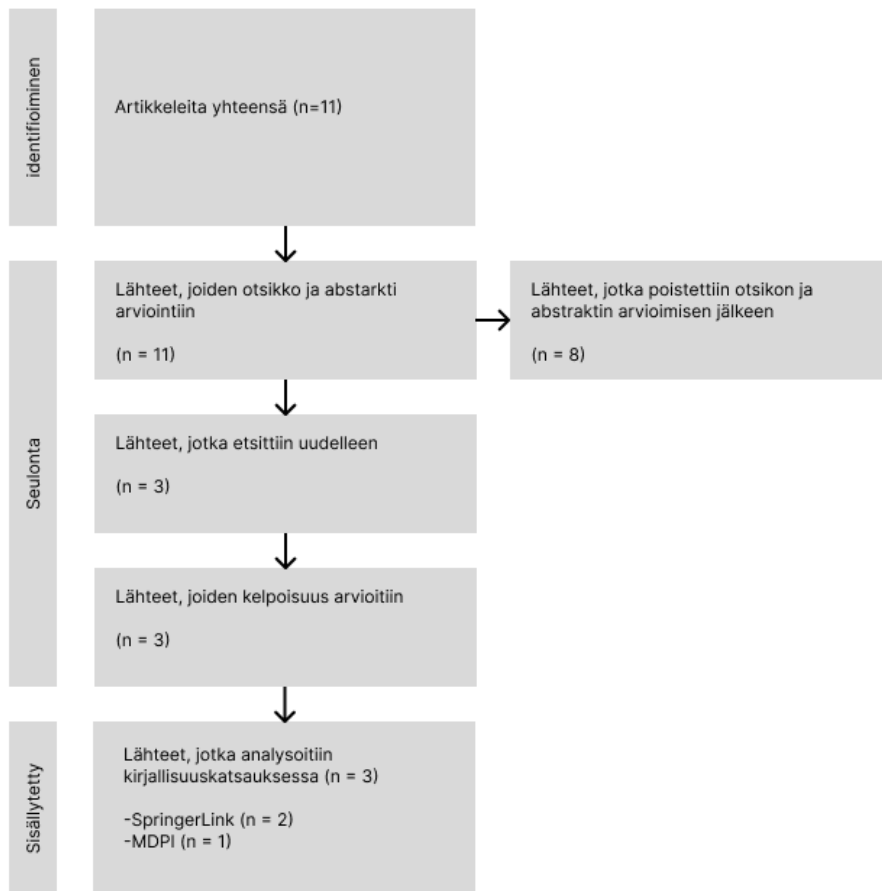 identifioiminen
Artikkeleita yhteensä (n=11)
Seulonta
Lähteet, joiden otsikko ja abstarkti
arviointiin
(n = 11)
Lähteet, jotka poistettiin otsikon ja
abstraktin arvioimisen jälkeen
(n = 8)
Lähteet, jotka etsittiin uudelleen
(n = 3)
Lähteet, joiden kelpoisuus arvioitiin
(n = 3)
Sisällytetty
Lähteet, jotka analysoitiin
kirjallisuuskatsauksessa (n = 3)
-SpringerLink (n = 2)
-MDPI (n = 1)